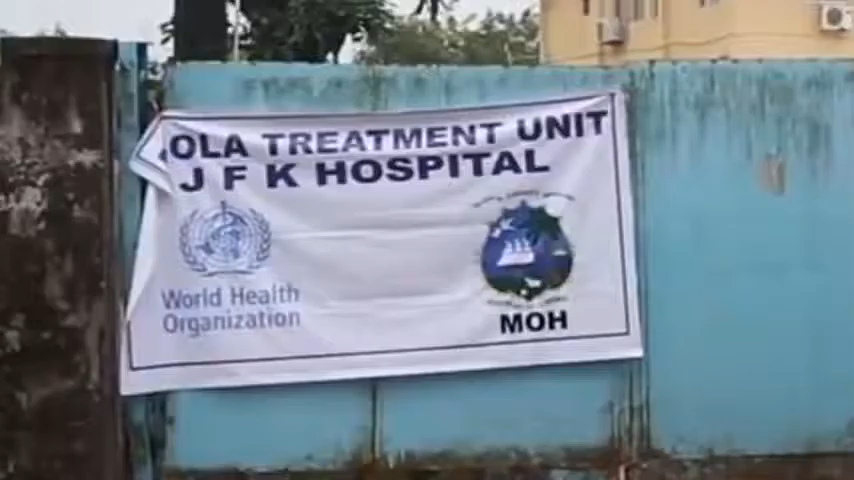 OLA TREATMENT UNIT
J F K HOSPITAL
World Health
Organization
MOH